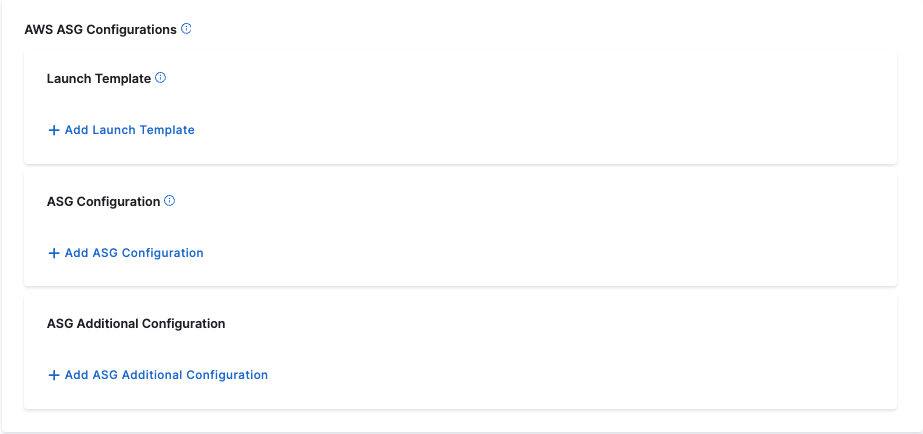 AWS ASG Configurations
Launch Template
+ Add Launch Template
ASG Configuration
+ Add ASG Configuration
ASG Additional Configuration
+ Add ASG Additional Configuration